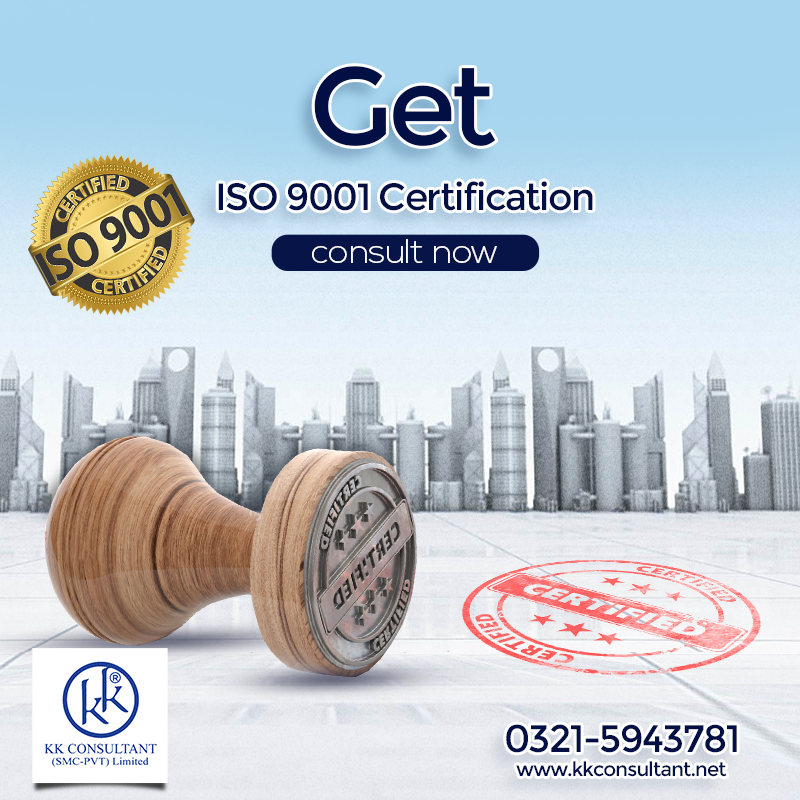 Get
ISO 9001 Certification
consult now
CERTIFIED
ISO 9001
CERTIFIED
CERTIFIED
CERTIFIED
CERTIFIED
CERTIFIED
CERTIFIED
CERTIFIED
kk®
KK CONSULTANT
(SMC-PVT) Limited
0321-5943781
www.kkconsultant.net